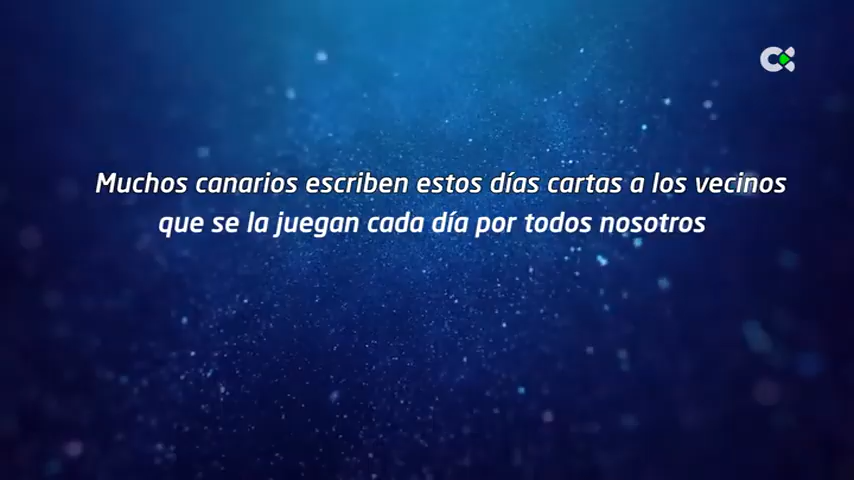 Muchos canarios escriben estos días cartas a los vecinos
que se la juegan cada día por todos nosotros